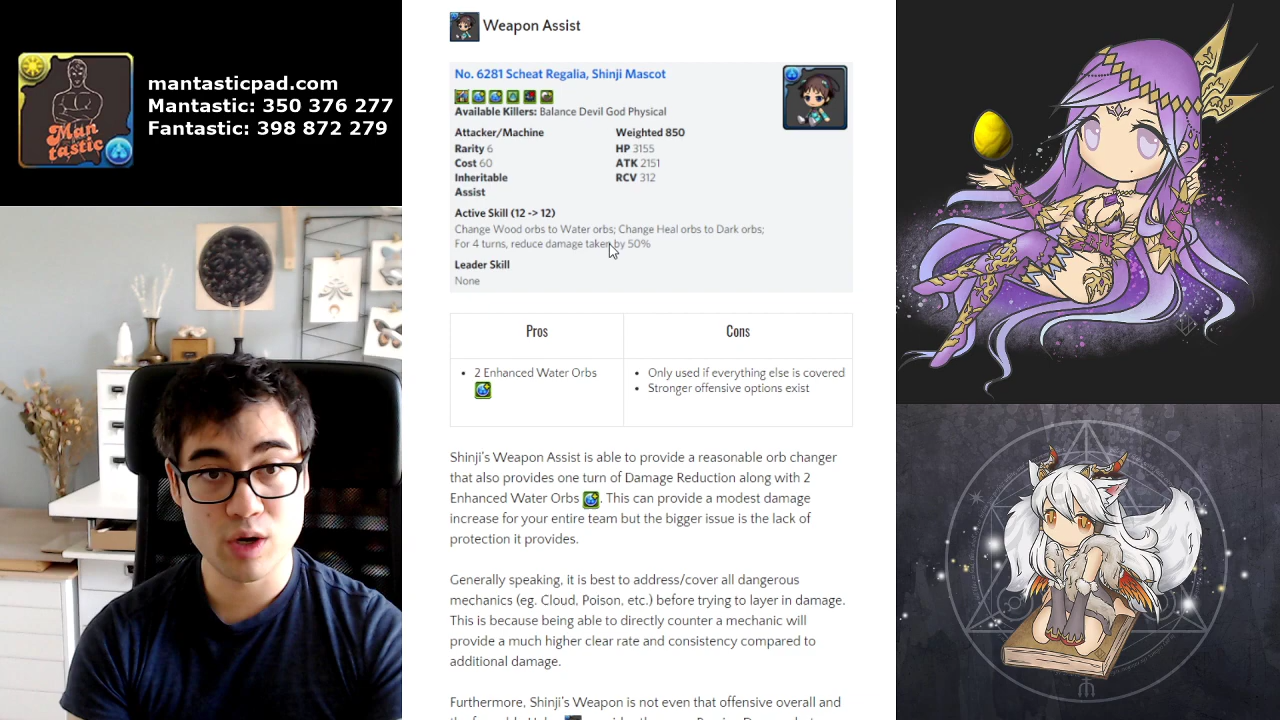 mantasticpad.com
Mantastic: 350 376 277
Fantastic: 398 872 279
Man
tastic
Weapon Assist
No. 6281 Scheat Regalia, Shinji Mascot
Available Killers: Balance Devil God Physical
Attacker/Machine Weighted 850
Rarity 6 HP 3155
Cost 60 ATK 2151
Inheritable RCV 312
Assist
Active Skill (12 -> 12)
Change Wood orbs to Water orbs; Change Heal orbs to Dark orbs;
For 4 turns, reduce damage taken by 50%
Leader Skill
None
Pros Cons
2 Enhanced Water Orbs
Only used if everything else is covered
Stronger offensive options exist
Shinji's Weapon Assist is able to provide a reasonable orb changer
that also provides one turn of Damage Reduction along with 2
Enhanced Water Orbs . This can provide a modest damage
increase for your entire team but the bigger issue is the lack of
protection it provides.
Generally speaking, it is best to address/cover all dangerous
mechanics (eg. Cloud, Poison, etc.) before trying to layer in damage.
This is because being able to directly counter a mechanic will
provide a much higher clear rate and consistency compared to
additional damage.
Furthermore, Shinji's Weapon is not even that offensive overall and